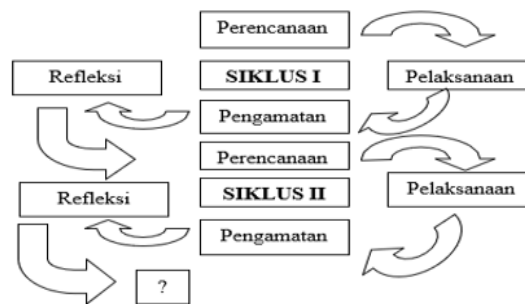 Perencanaan
Refleksi
SIKLUS I
Pelaksanaan
Pengamatan
Perencanaan
Refleksi
SIKLUS II
Pelaksanaan
Pengamatan
?